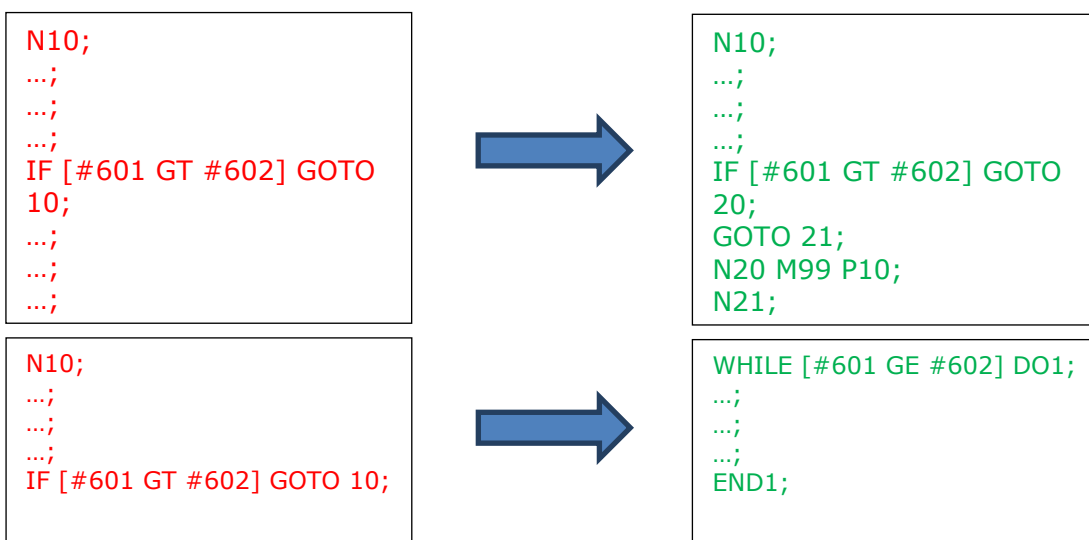 N10;
…;
…;
…;
IF [#601 GT #602] GOTO
10;
…;
…;
…;
N10;
…;
…;
…;
IF [#601 GT #602] GOTO
20;
GOTO 21;
N20 M99 P10;
N21;
N10;
…;
…;
…;
IF [#601 GT #602] GOTO 10;
WHILE [#601 GE #602] DO1;
…;
…;
…;
END1;